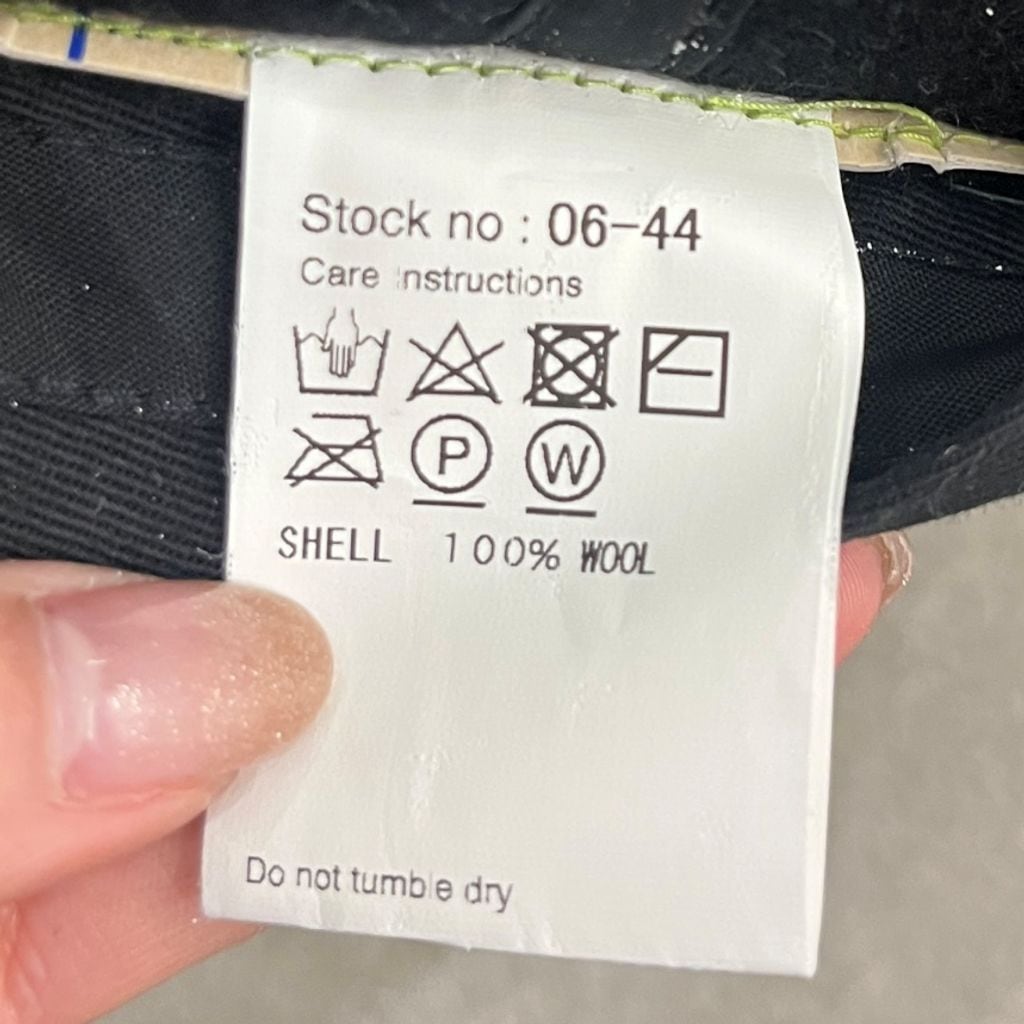 Stock no : 06-44
Care instructions
P W
SHELL 100% WOOL
Do not tumble dry